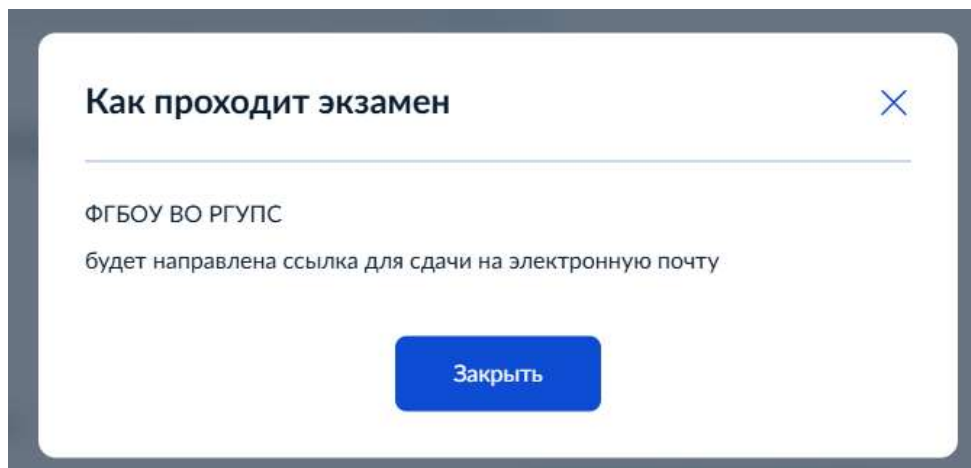 Как проходит экзамен
ФГБОУ ВО РГУПС
будет направлена ссылка для сдачи на электронную почту
Закрыть